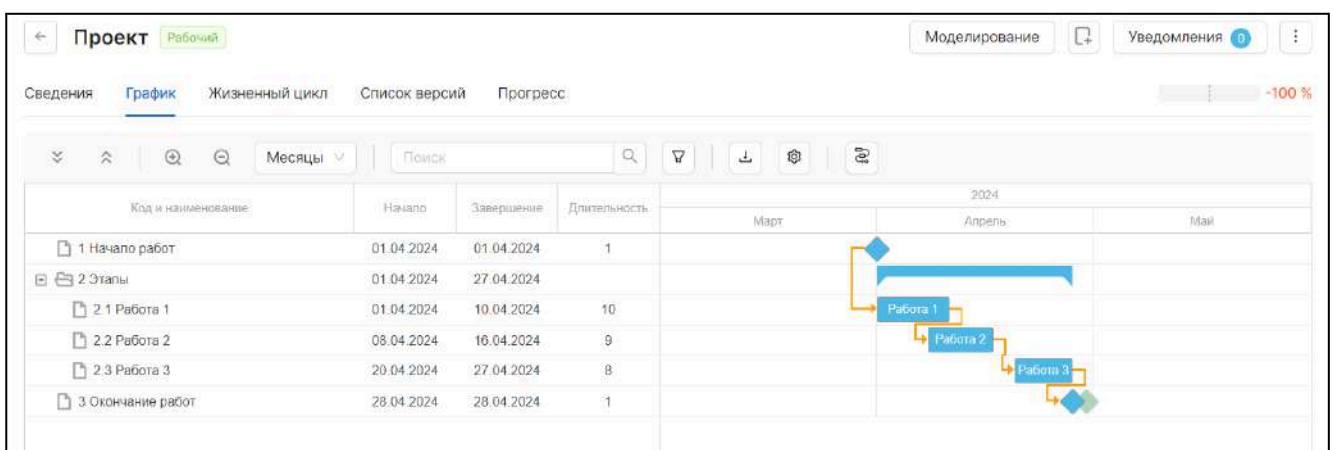 Проект Рабочий Моделирование Уведомления 0
Сведения График Жизненный цикл Список версий Прогресс -100 %
Месяцы Поиск
Код и наименование Начало Завершение Длительность 2024
Март Апрель Май
1 Начало работ 01.04.2024 01.04.2024 1
2 Этапы 01.04.2024 27.04.2024
2.1 Работа 1 01.04.2024 10.04.2024 10 Работа 1
2.2 Работа 2 08.04.2024 16.04.2024 9 Работа 2
2.3 Работа 3 20.04.2024 27.04.2024 8 Работа 3
3 Окончание работ 28.04.2024 28.04.2024 1